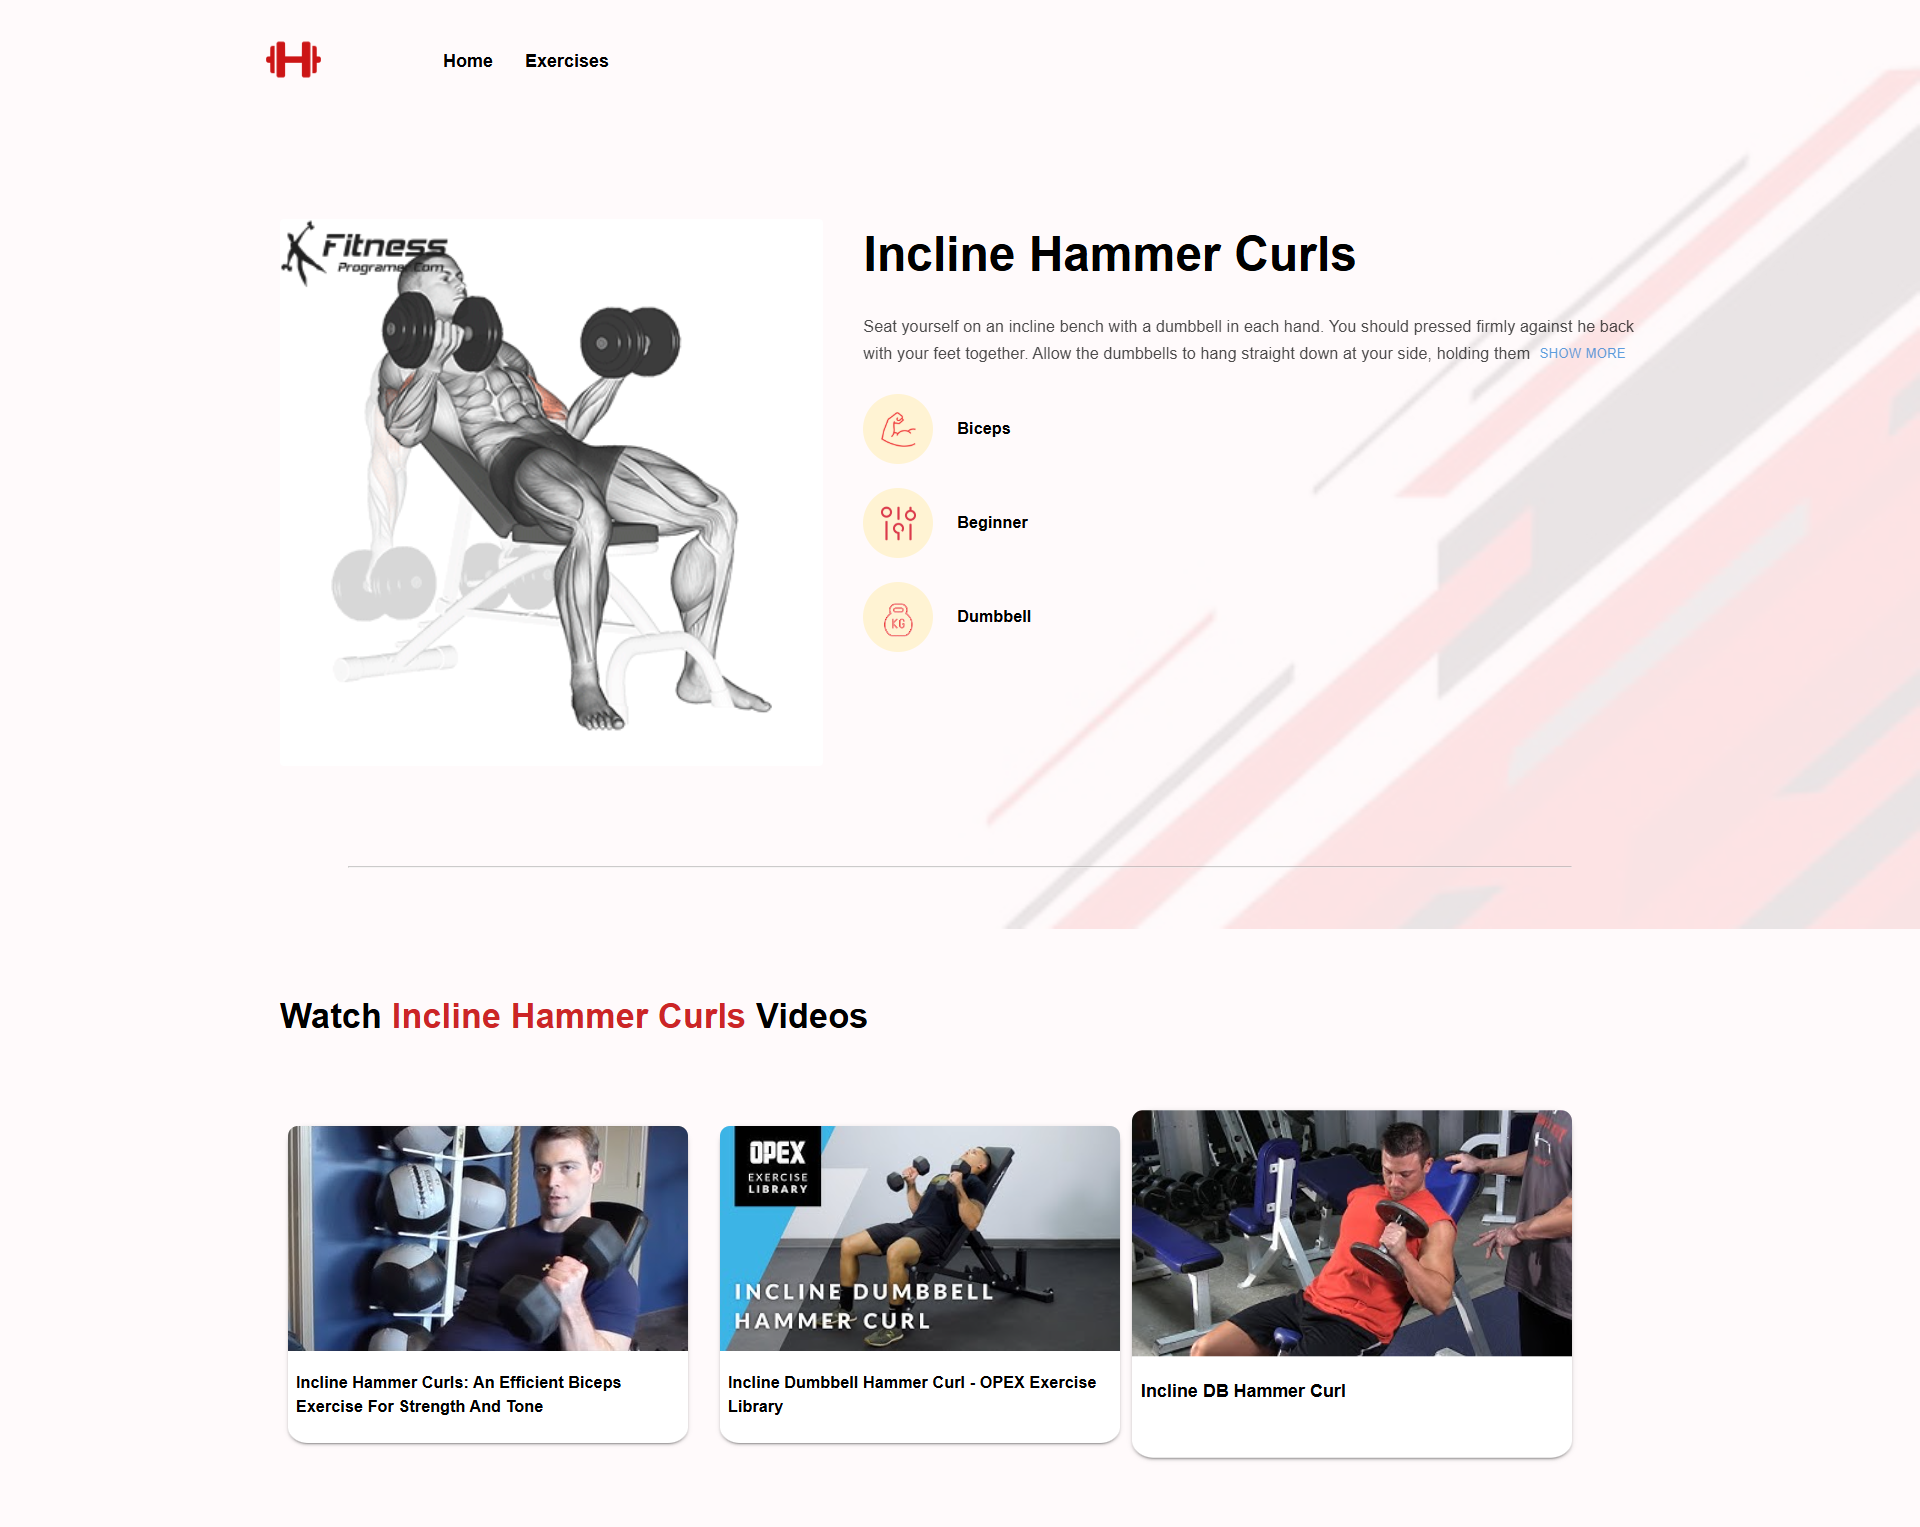 Home Exercises
Fitness
Programer.Com
Incline Hammer Curls
Seat yourself on an incline bench with a dumbbell in each hand. You should pressed firmly against he back
with your feet together. Allow the dumbbells to hang straight down at your side, holding them SHOW MORE
Biceps
Beginner
KG
Dumbbell
Watch Incline Hammer Curls Videos
OPEX
EXERCISE
LIBRARY
INCLINE DUMBBELL
HAMMER CURL
Incline Hammer Curls: An Efficient Biceps
Exercise For Strength And Tone
Incline Dumbbell Hammer Curl - OPEX Exercise
Library
Incline DB Hammer Curl